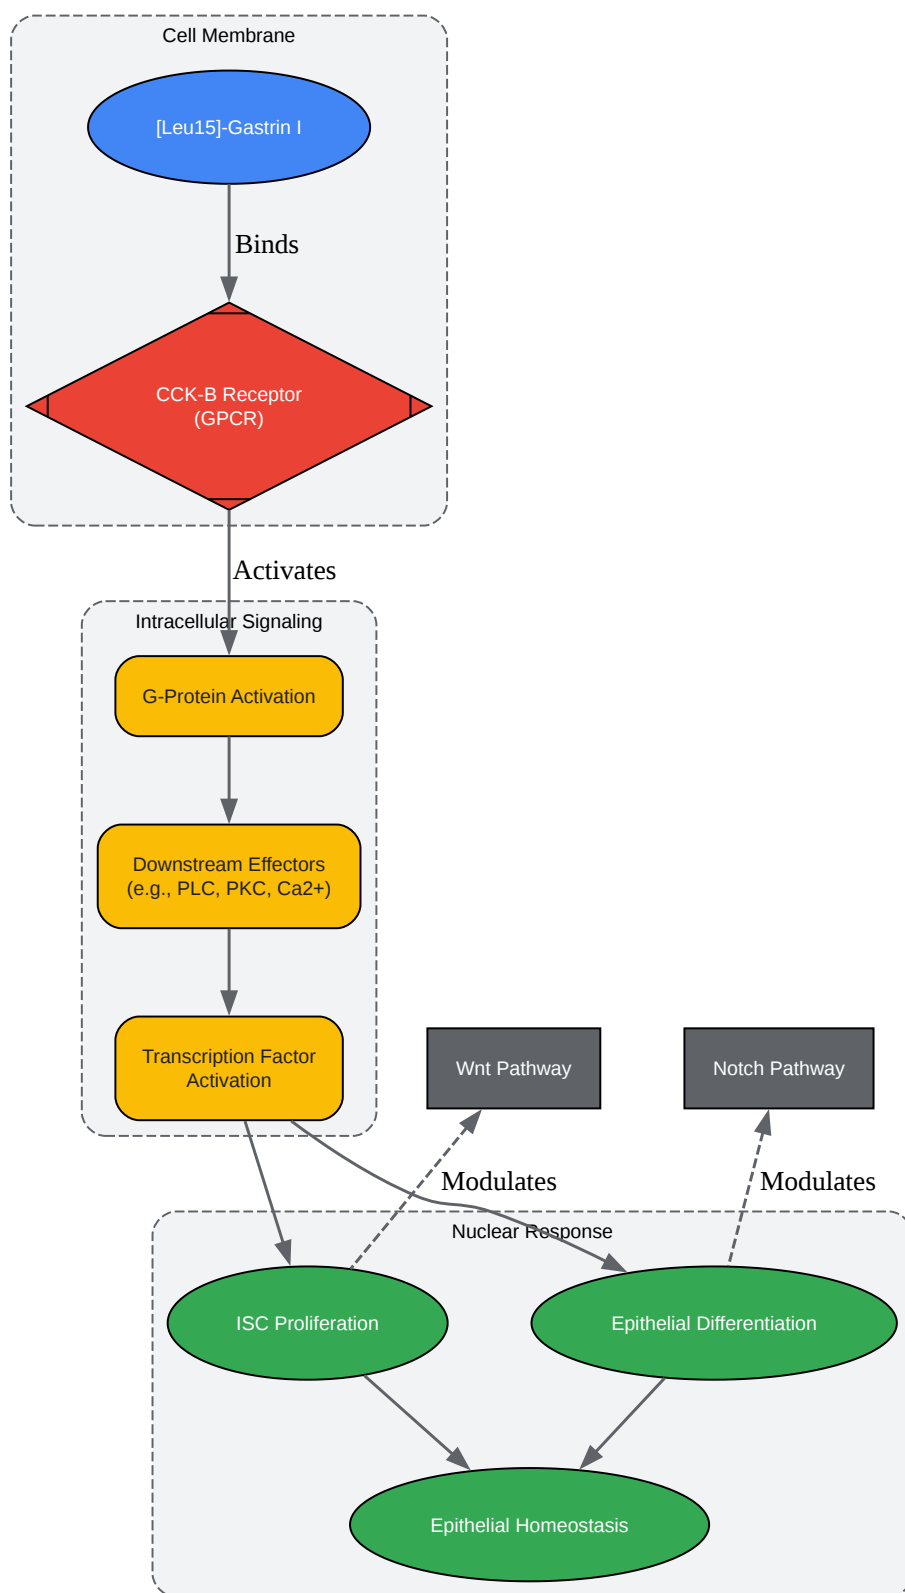 Cell Membrane
[Leu15]-Gastrin I
Binds
CCK-B Receptor
(GPCR)
Activates
Intracellular Signaling
G-Protein Activation
Downstream Effectors
(e.g., PLC, PKC, Ca2+)
Transcription Factor
Activation
Wnt Pathway
Notch Pathway
Modulates
Modulates
Nuclear Response
ISC Proliferation
Epithelial Differentiation
Epithelial Homeostasis